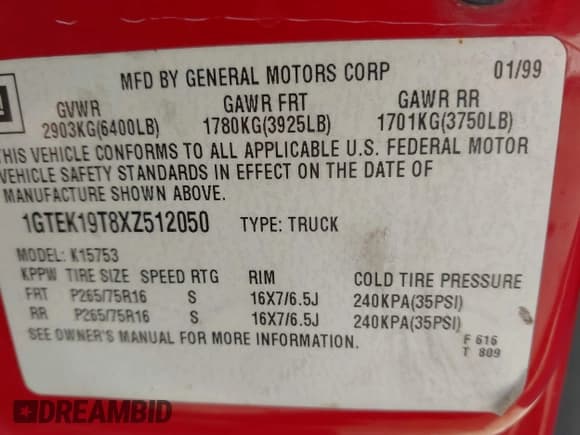 MFD BY GENERAL MOTORS CORP 01/99
GVWR GAWR FRT GAWR RR
2903KG(6400LB) 1780KG(3925LB) 1701KG(3750LB)
THIS VEHICLE CONFORMS TO ALL APPLICABLE U.S. FEDERAL MOTOR
VEHICLE SAFETY STANDARDS IN EFFECT ON THE DATE OF
MANUFACTURE SHOWN ABOVE.
1GTEK19T8XZ512050 TYPE: TRUCK
MODEL: K15753
KPPW TIRE SIZE SPEED RTG RIM COLD TIRE PRESSURE
FRT P265/75R16 S 16X7/6.5J 240KPA(35PSI)
RR P265/75R16 S 16X7/6.5J 240KPA(35PSI)
SEE OWNER'S MANUAL FOR MORE INFORMATION.
F 616
T 809
DREAMBID